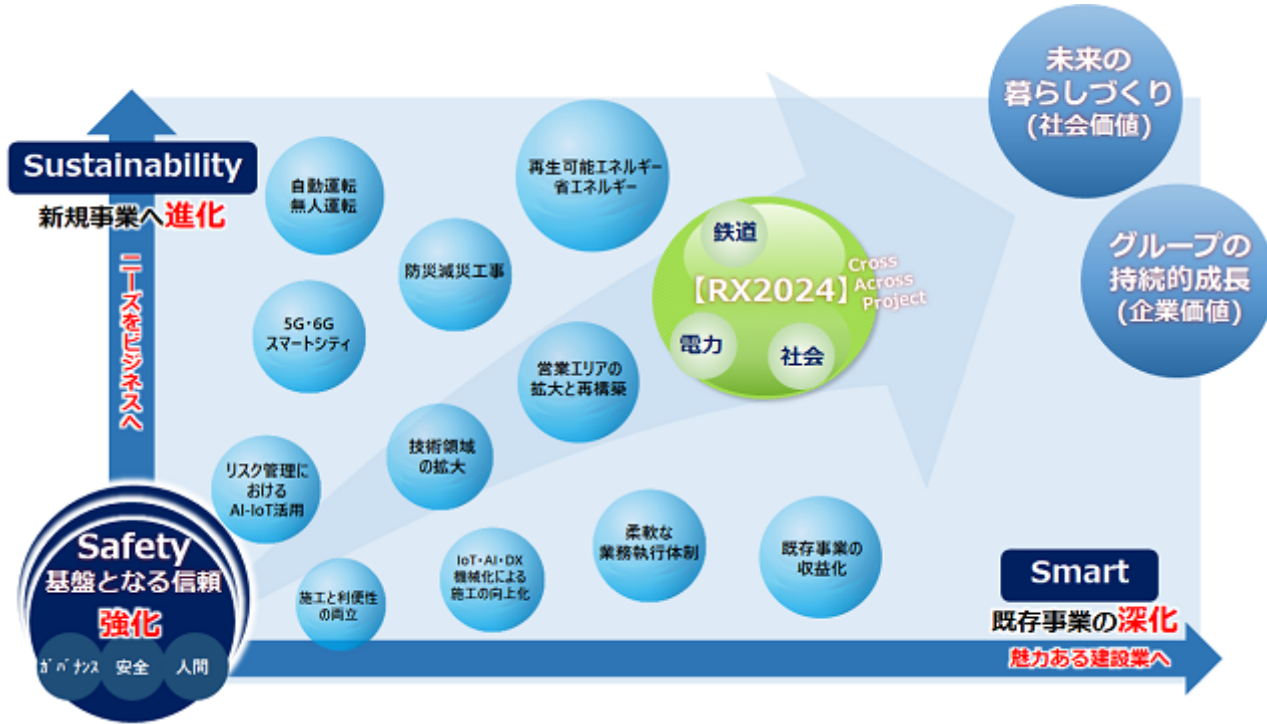 未来の
暮らしづくり
(社会価値)
グループの
持続的成長
(企業価値)
Sustainability
新規事業へ進化
ニーズをビジネスへ
自動運転
無人運転
再生可能エネルギー
省エネルギー
防災減災工事
5G・6G
スマートシティ
鉄道
【RX2024】
Cross
Across
Project
電力
社会
営業エリアの
拡大と再構築
技術領域
の拡大
リスク管理に
おける
AI-IoT活用
柔軟な
業務執行体制
既存事業の
収益化
IoT・AI・DX
機械化による
施工の向上化
施工と利便性
の両立
Safety
基盤となる信頼
強化
ガバナンス
安全
人間
Smart
既存事業の深化
魅力ある建設業へ